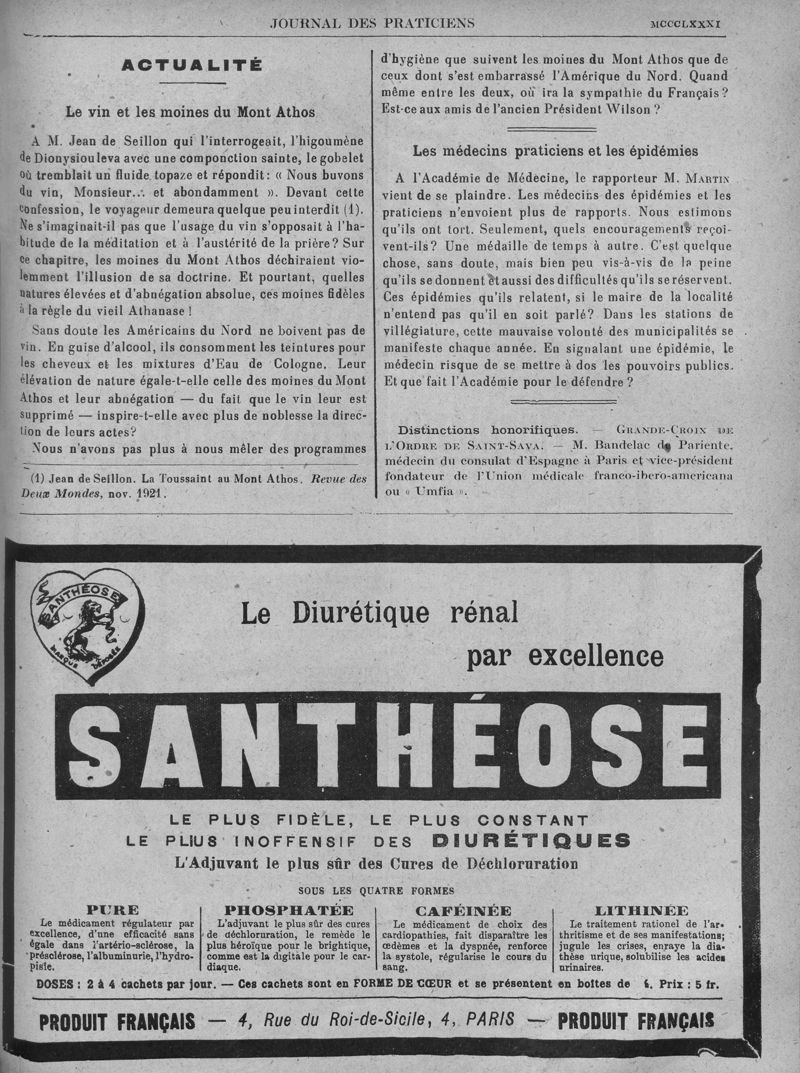 JOURNAL DES PRATICIENS MCCCLXXXI
ACTUALITÉ
Le vin et les moines du Mont Athos
A M. Jean de Seillon qui l'interrogeait, l'higoumène
de Dionysiou leva avec une componction sainte, le gobelet
où tremblait un fluide topaze et répondit : « Nous buvons
du vin, Monsieur... et abondamment ». Devant cette
confession, le voyageur demeura quelque peu interdit (1).
Ne s'imaginait-il pas que l'usage du vin s'opposait à l'ha-
bitude de la méditation et à l'austérité de la prière? Sur
ce chapitre, les moines du Mont Athos déchiraient vio-
lemment l'illusion de sa doctrine. Et pourtant, quelles
natures élevées et d'abnégation absolue, ces moines fidèles
à la règle du vieil Athanase !
Sans doute les Américains du Nord ne boivent pas de
vin. En guise d'alcool, ils consomment les teintures pour
les cheveux et les mixtures d'Eau de Cologne. Leur
élévation de nature égale-t-elle celle des moines du Mont
Athos et leur abnégation — du fait que le vin leur est
supprimé — inspire-t-elle avec plus de noblesse la direc-
tion de leurs actes?
Nous n'avons pas plus à nous mêler des programmes
(1) Jean de Seillon. La Toussaint au Mont Athos. Revue des
Deux Mondes, nov. 1921.
d'hygiène que suivent les moines du Mont Athos que de
ceux dont s'est embarrassé l'Amérique du Nord. Quand
même entre les deux, où ira la sympathie du Français ?
Est-ce aux amis de l'ancien Président Wilson ?
Les médecins praticiens et les épidémies
A l'Académie de Médecine, le rapporteur M. MARTIN
vient de se plaindre. Les médecins des épidémies et les
praticiens n'envoient plus de rapports. Nous estimons
qu'ils ont tort. Seulement, quels encouragements reçoi-
vent-ils? Une médaille de temps à autre. C'est quelque
chose, sans doute, mais bien peu vis-à-vis de la peine
qu'ils se donnent et aussi des difficultés qu'ils se réservent.
Ces épidémies qu'ils relatent, si le maire de la localité
n'entend pas qu'il en soit parlé? Dans les stations de
villégiature, cette mauvaise volonté des municipalités se
manifeste chaque année. En signalant une épidémie, le
médecin risque de se mettre à dos les pouvoirs publics.
Et que fait l'Académie pour le défendre ?
Distinctions honorifiques. — GRANDE-CROIX DE
L'ORDRE DE SAINT-SAVA. — M. Bandelac de Pariente,
médecin du consulat d'Espagne à Paris et vice-président
fondateur de l'Union médicale franco-ibero-americana
ou « Umfia ».
SANTHÉOSE
MARQUE DÉPOSÉE
Le Diurétique rénal
par excellence
SANTHÉOSE
LE PLUS FIDÈLE, LE PLUS CONSTANT
LE PLUS INOFFENSIF DES DIURÉTIQUES
L'Adjuvant le plus sûr des Cures de Déchloruration
SOUS LES QUATRE FORMES
PURE
Le médicament régulateur par
excellence, d'une efficacité sans
égale dans l'artério-sclérose, la
présclérose, l'albuminurie, l'hydro-
pisie.
PHOSPHATÉE
L'adjuvant le plus sûr des cures
de déchloruration, le remède le
plus héroïque pour le brightique,
comme est la digitale pour le car-
diaque.
CAFÉINÉE
Le médicament de choix des
cardiopathies, fait disparaître les
œdèmes et la dyspnée, renforce
la systole, régularise le cours du
sang.
LITHINÉE
Le traitement rationel de l'ar-
thritisme et de ses manifestations;
jugule les crises, enraye la dia-
thèse urique, solubilise les acides
urinaires.
DOSES : 2 à 4 cachets par jour. — Ces cachets sont en FORME DE CŒUR et se présentent en boîtes de Prix : 5 fr.
PRODUIT FRANÇAIS — 4, Rue du Roi-de-Sicile, 4, PARIS — PRODUIT FRANÇAIS